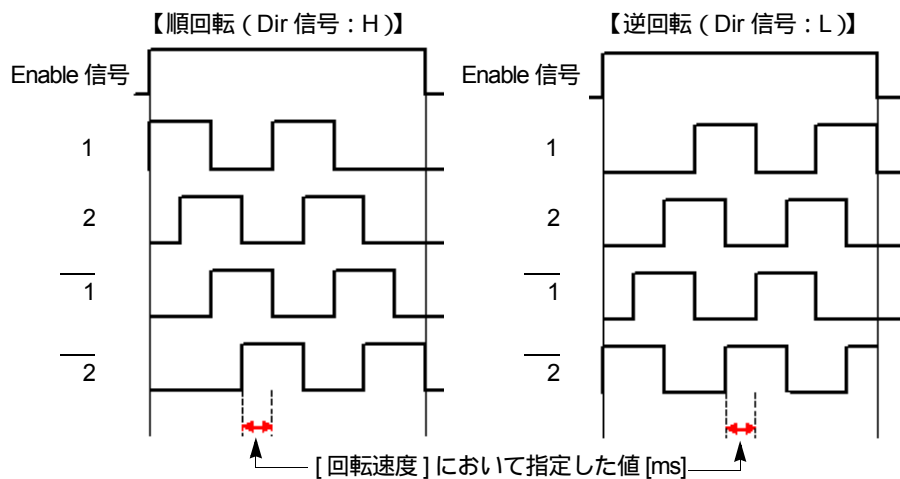 【順回転 ( Dir 信号 : H )】
Enable 信号
1
2
1
2
【逆回転 ( Dir 信号 : L )】
Enable 信号
1
2
1
2
[ 回転速度 ] において指定した値 [ms]